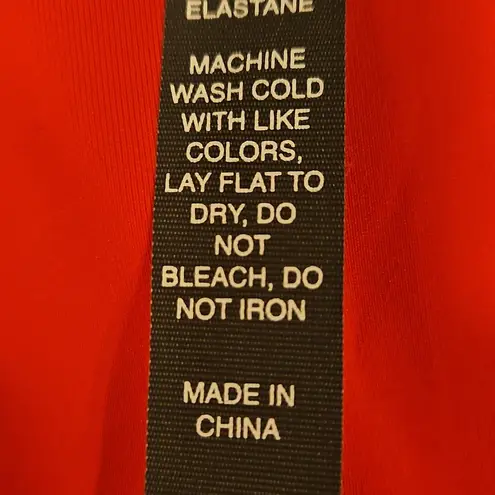 ELASTANE
MACHINE
WASH COLD
WITH LIKE
COLORS,
LAY FLAT TO
DRY, DO
NOT
BLEACH, DO
NOT IRON
MADE IN
CHINA